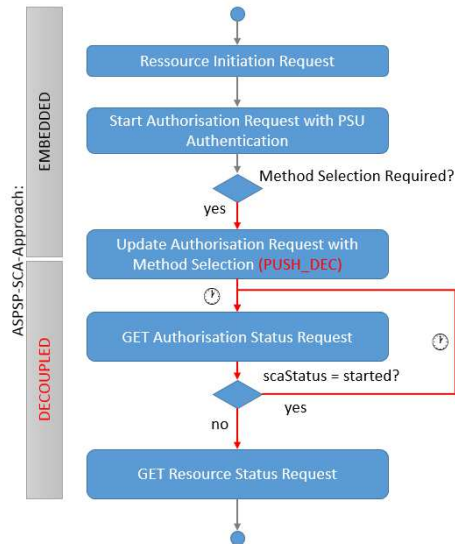 ASPSP-SCA-Approach:
EMBEDDED
DECOUPLED
Ressource Initiation Request
Start Authorisation Request with PSU
Authentication
Method Selection Required?
yes
Update Authorisation Request with
Method Selection (PUSH_DEC)
GET Authorisation Status Request
scaStatus = started?
yes
no
GET Resource Status Request